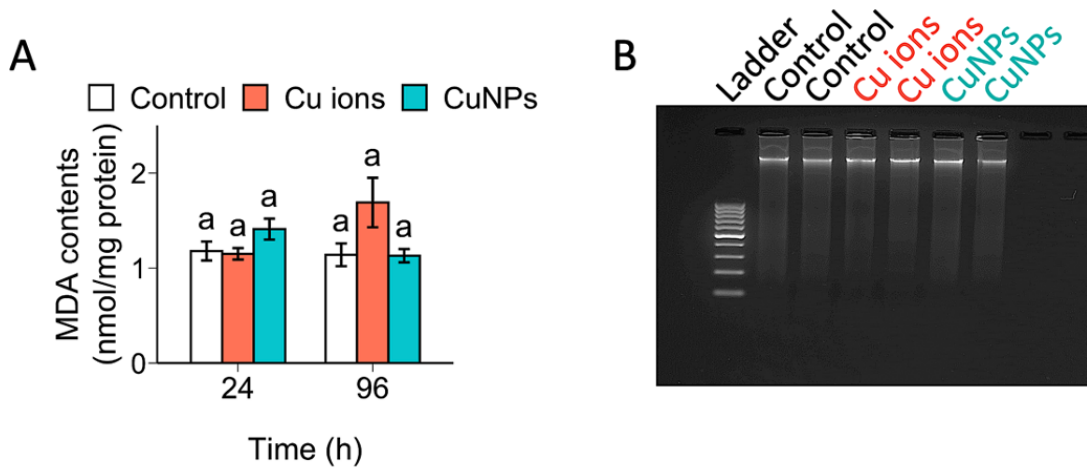 A
Control Cu ions CuNPs
MDA contents
(nmol/mg protein)
2
1
0
a a a a a a
24 96
Time (h)
B
Ladder
Control
Control
Cu ions
Cu ions
CuNPs
CuNPs